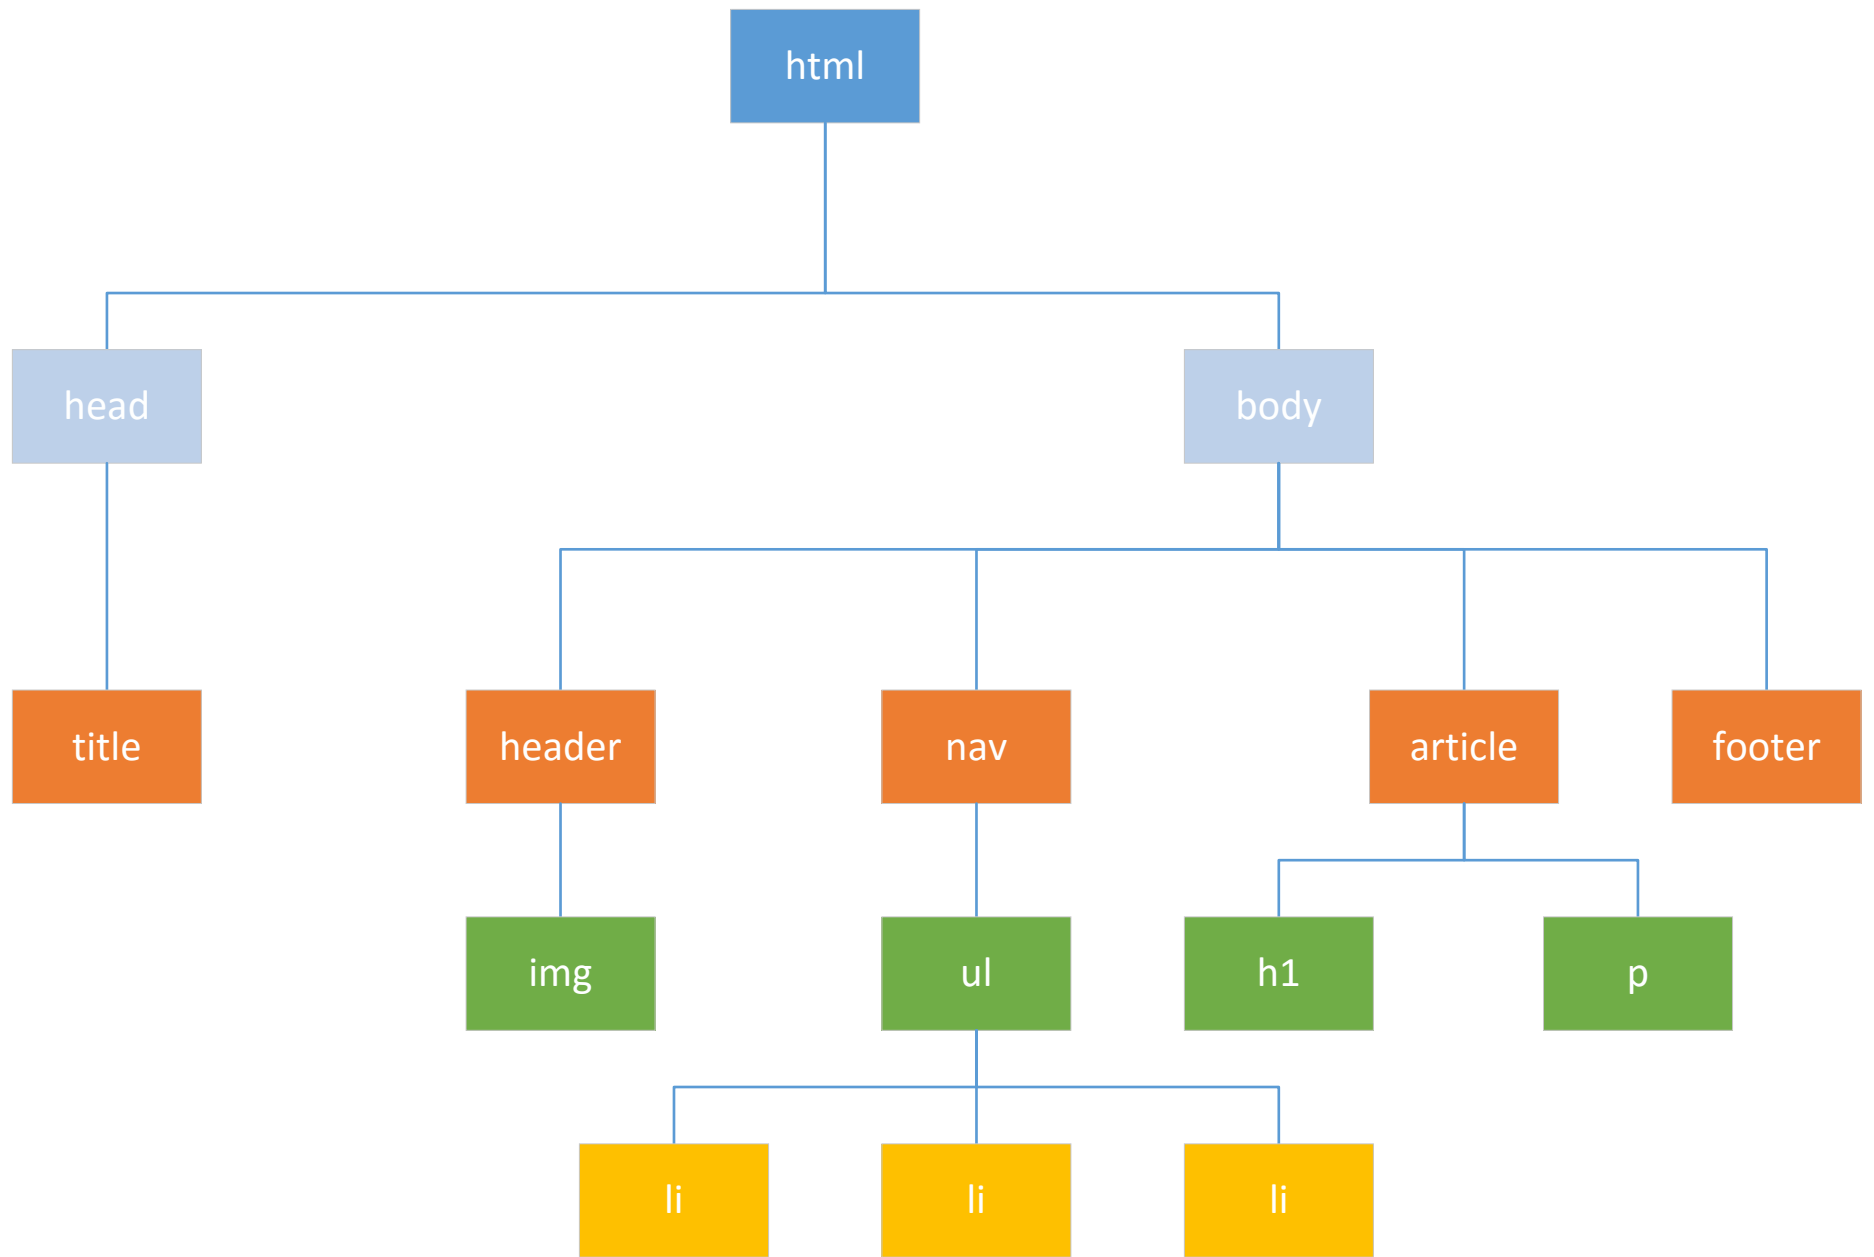 html
head
body
title
header
nav
article
footer
img
ul
h1
p
li
li
li